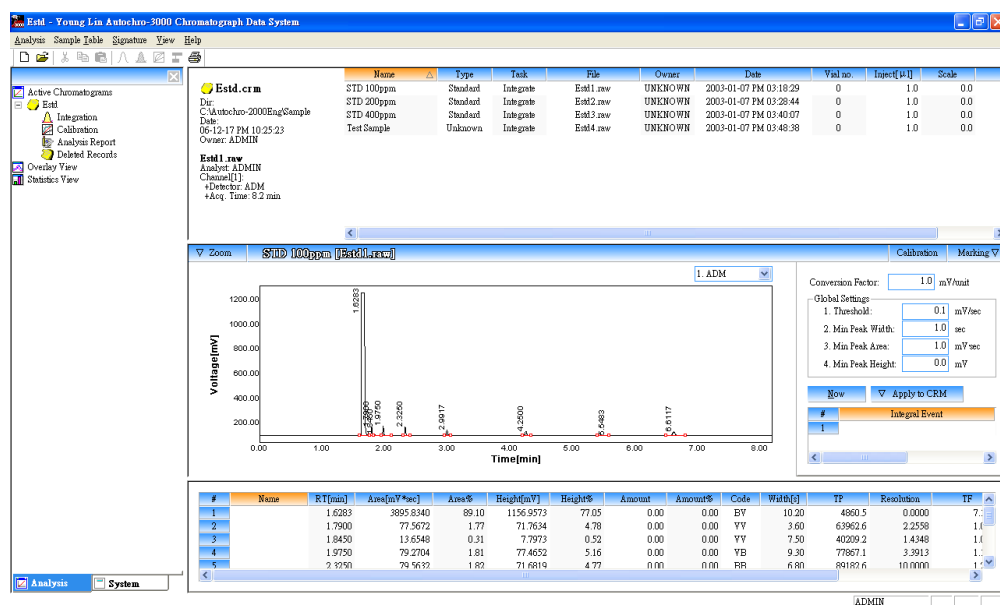 Estd - Young Lin Autochro-3000 Chromatograph Data System
Analysis Sample Table Signature View Help
Active Chromatograms
Estd
Integration
Calibration
Analysis Report
Deleted Records
Overlay View
Statistics View
Analysis System
Estd.crm
Dir:
C:\Autochro-2000Eng\Sample
Date:
06-12-17 PM 10:25:23
Owner: ADMIN
Estd1.raw
Analyst: ADMIN
Channel[1]:
+Detector: ADM
+Acq. Time: 8.2 min
Name Type Task File Owner Date Vial no. Inject[µl] Scale
STD 100ppm Standard Integrate Estd1.raw UNKNOWN 2003-01-07 PM 03:18:29 0 1.0 0.0
STD 200ppm Standard Integrate Estd2.raw UNKNOWN 2003-01-07 PM 03:28:44 0 1.0 0.0
STD 400ppm Standard Integrate Estd3.raw UNKNOWN 2003-01-07 PM 03:40:07 0 1.0 0.0
Test Sample Unknown Integrate Estd4.raw UNKNOWN 2003-01-07 PM 03:48:38 0 1.0 0.0
Zoom STD 100ppm [Estd1.raw] Calibration Marking
1. ADM
Voltage[mV]
1200.00
1000.00
800.00
600.00
400.00
200.00
1.6283
1.9750
2.3250
2.9917
4.2600
6.6117
0.00 1.00 2.00 3.00 4.00 5.00 6.00 7.00 8.00
Time[min]
Conversion Factor: 1.0 mV/unit
Global Settings
1. Threshold: 0.1 mV/sec
2. Min Peak Width: 1.0 sec
3. Min Peak Area: 1.0 mV sec
4. Min Peak Height: 0.0 mV
Now Apply to CRM
# Integral Event
1
# Name RT[min] Area[mV*sec] Area% Height[mV] Height% Amount Amount% Code Width[s] TP Resolution TF
1 1.6283 3895.8340 89.10 1156.9573 77.05 0.00 0.00 BV 10.20 4860.5 0.0000
2 1.7900 77.5672 1.77 71.7634 4.78 0.00 0.00 VV 3.60 63962.6 2.2558
3 1.8450 13.6548 0.31 7.7973 0.52 0.00 0.00 VV 7.50 40209.2 1.4348
4 1.9750 79.2704 1.81 77.4652 5.16 0.00 0.00 VB 9.30 77867.1 3.3913
5 2.3250 79.5632 1.82 71.6819 4.77 0.00 0.00 BB 6.80 89182.6 10.0000
ADMIN